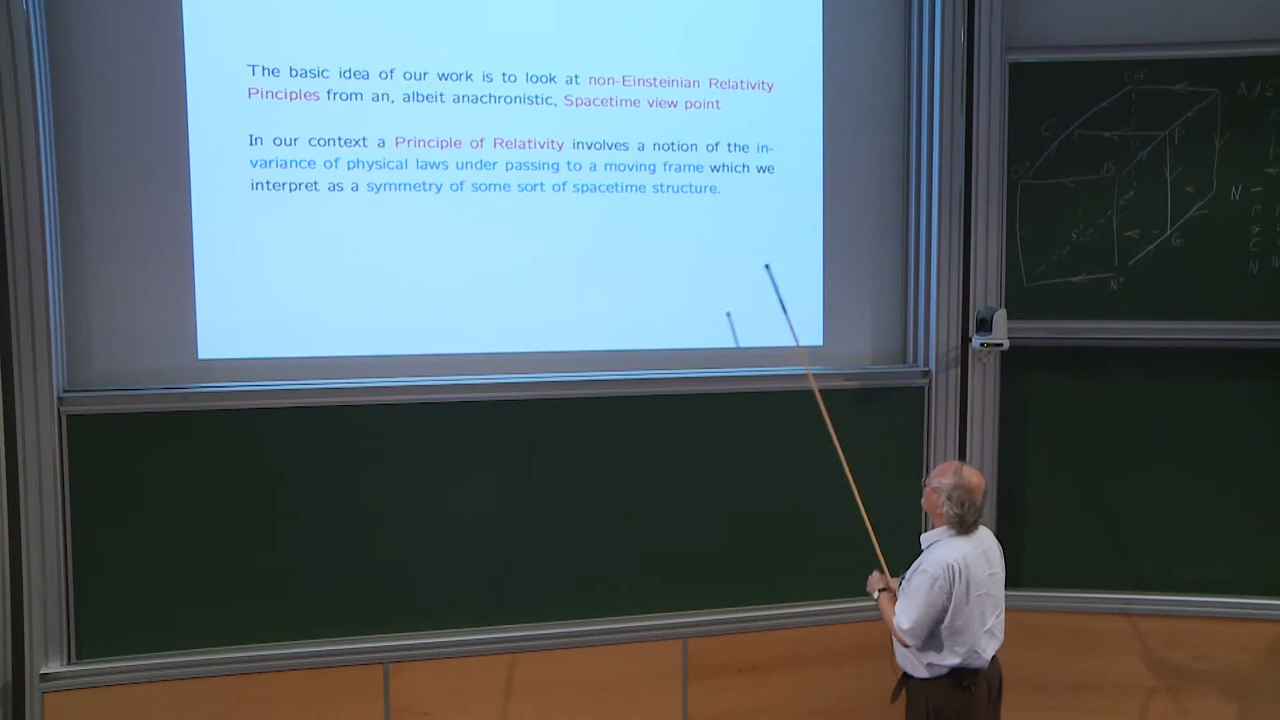 The basic idea of our work is to look at non-Einsteinian Relativity
Pinciples from an, albeit anachronistic, Spacetime view point
In our context a Principle of Relativity involves a notion of the in-
variance of physical laws under passing to a moving frame which we
interpret as a symmetry of some sort of spacetime structure.
C
P
G
N